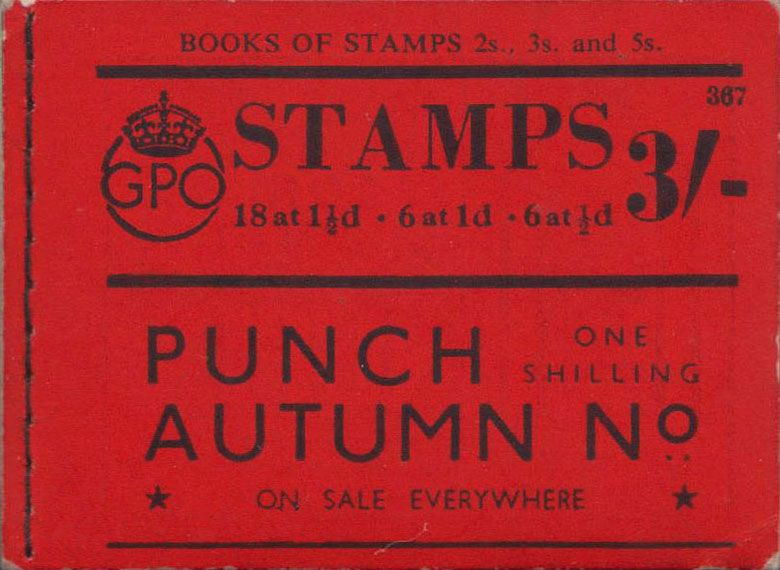 BOOKS OF STAMPS 2s., 3s. and 5s.
367
GPO
STAMPS 3/-
18 at 1½d · 6 at 1d · 6 at ½d
PUNCH ONE SHILLING
AUTUMN Nº
★ ON SALE EVERYWHERE ★